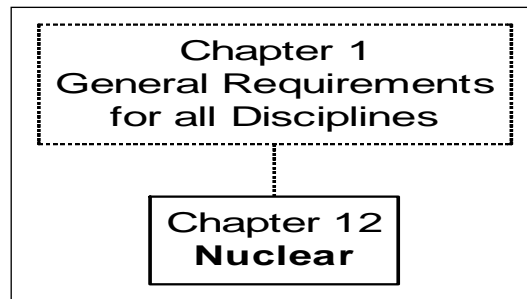 Chapter 1
General Requirements
for all Disciplines
Chapter 12
Nuclear